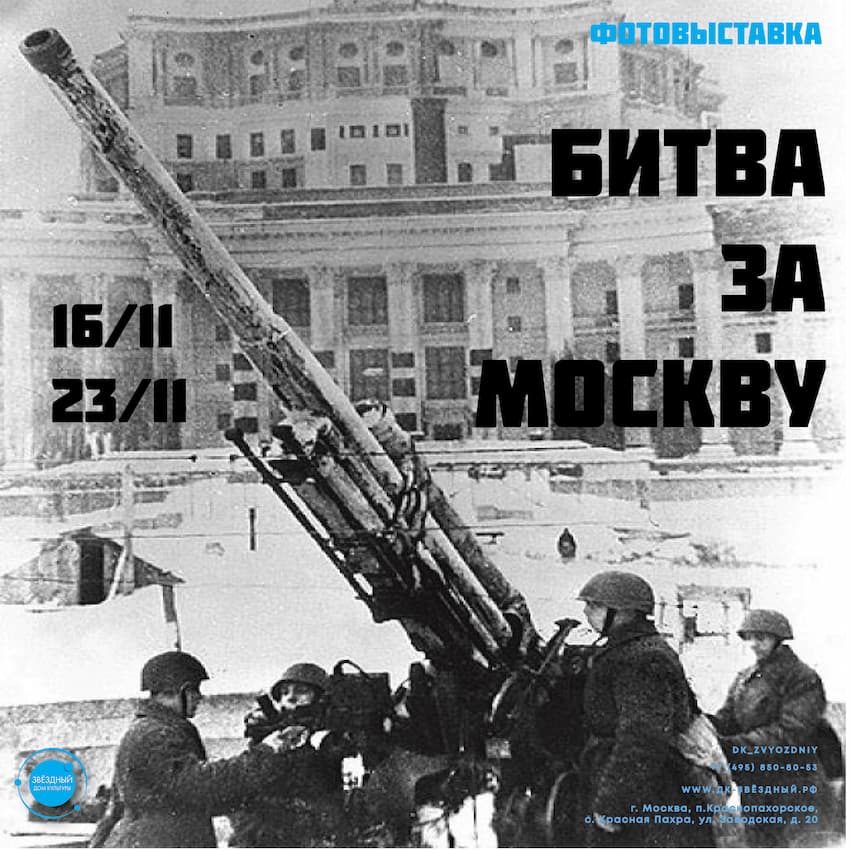 ФОТОВЫСТАВКА
БИТВА
ЗА
МОСКВУ
16/11
23/11
ЗВЁЗДНЫЙ
ДОМ КУЛЬТУРЫ
DK_ZVYOZDNIY
(495) 850-80-53
WWW.ДК-ЗВЁЗДНЫЙ.РФ
г. Москва, п.Краснопахорское,
с. Красная Пахра, ул. Заводская, д. 20